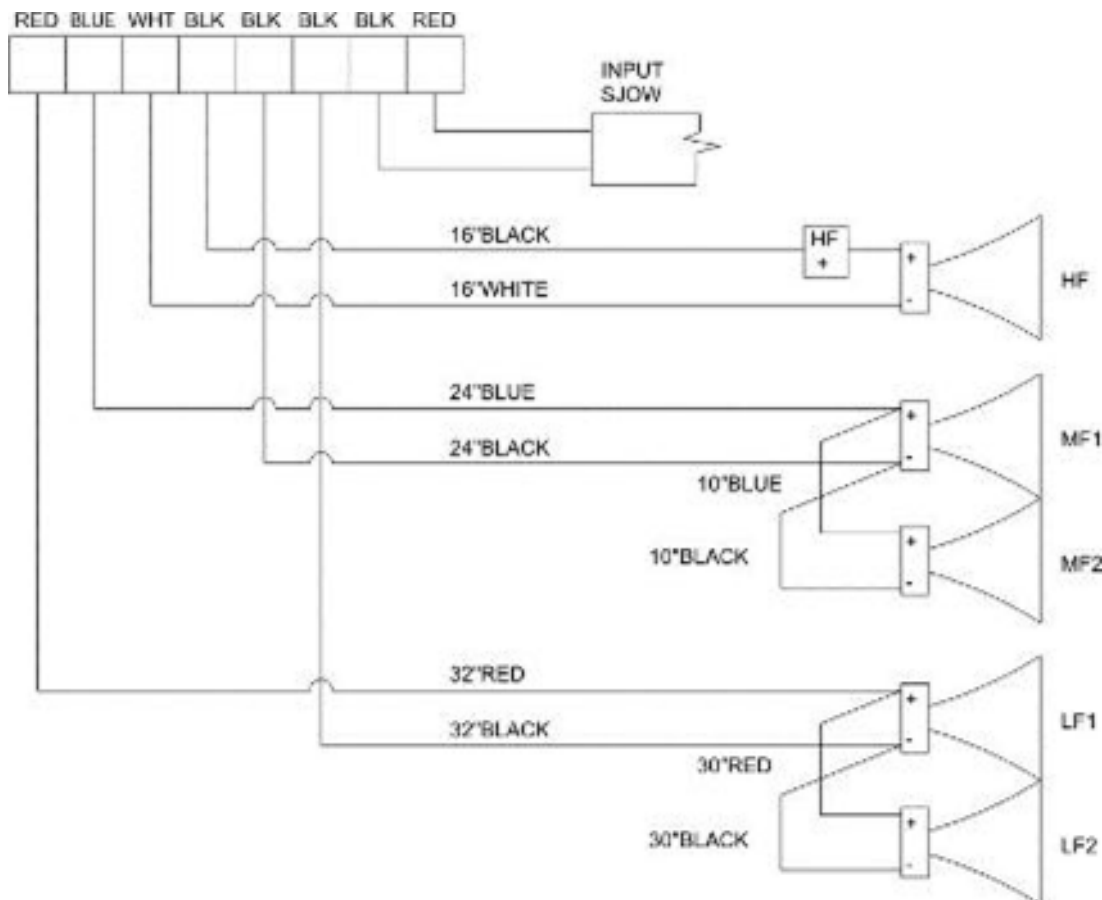 RED BLUE WHT BLK BLK BLK BLK RED
INPUT
SJOW
16"BLACK
HF
+
+
16"WHITE
-
HF
24"BLUE
+
MF1
24"BLACK
-
10"BLUE
+
10"BLACK
MF2
-
32"RED
+
LF1
32"BLACK
-
30"RED
+
30"BLACK
LF2
-